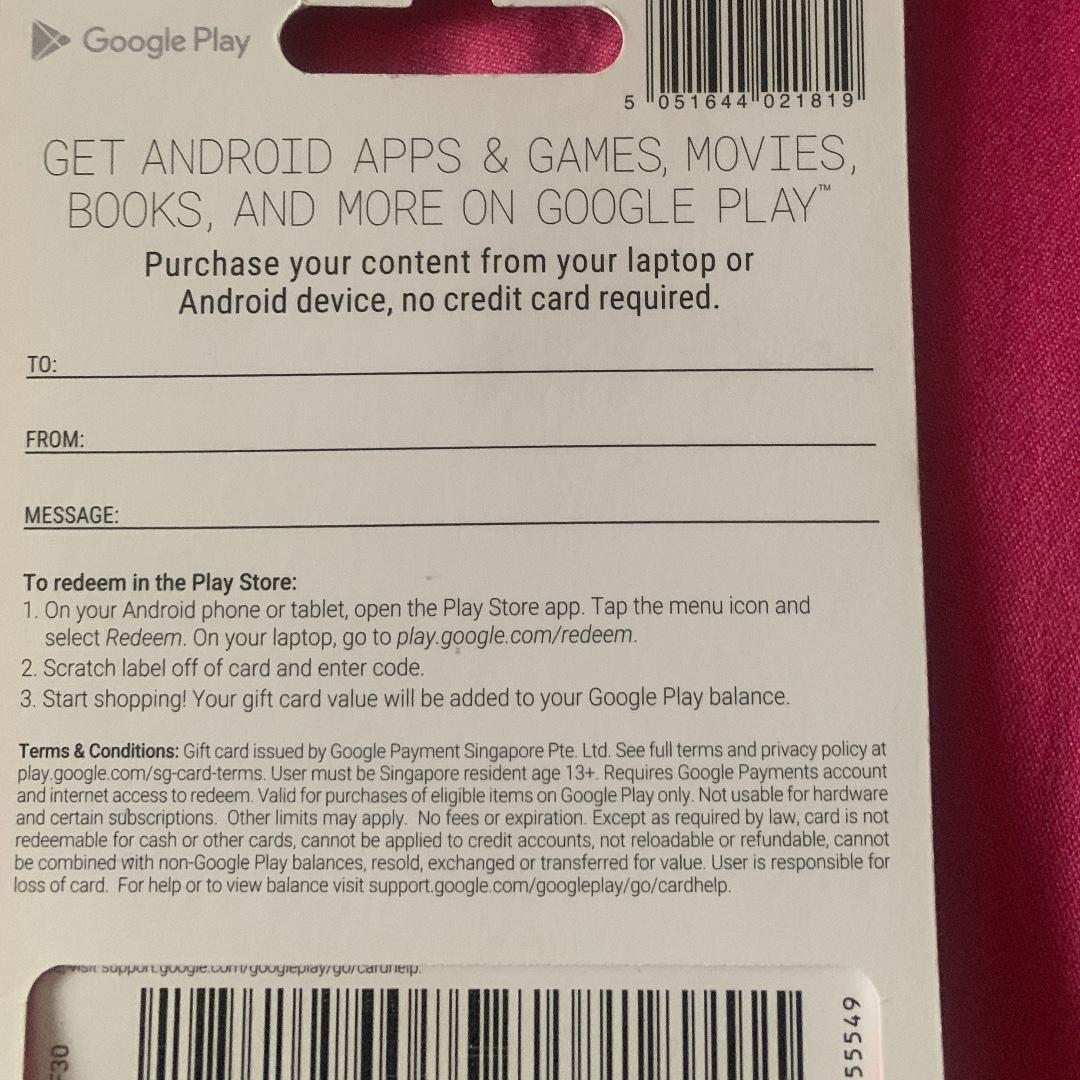 Google Play
5 051644 021819
GET ANDROID APPS & GAMES, MOVIES,
BOOKS, AND MORE ON GOOGLE PLAY™
Purchase your content from your laptop or
Android device, no credit card required.
TO:
FROM:
MESSAGE:
To redeem in the Play Store:
1. On your Android phone or tablet, open the Play Store app. Tap the menu icon and
select Redeem. On your laptop, go to play.google.com/redeem.
2. Scratch label off of card and enter code.
3. Start shopping! Your gift card value will be added to your Google Play balance.
Terms & Conditions: Gift card issued by Google Payment Singapore Pte. Ltd. See full terms and privacy policy at
play.google.com/sg-card-terms. User must be Singapore resident age 13+. Requires Google Payments account
and internet access to redeem. Valid for purchases of eligible items on Google Play only. Not usable for hardware
and certain subscriptions. Other limits may apply. No fees or expiration. Except as required by law, card is not
redeemable for cash or other cards, cannot be applied to credit accounts, not reloadable or refundable, cannot
be combined with non-Google Play balances, resold, exchanged or transferred for value. User is responsible for
loss of card. For help or to view balance visit support.google.com/googleplay/go/cardhelp.
visit support.google.com/googleplay/go/cardhelp.
F30
55549